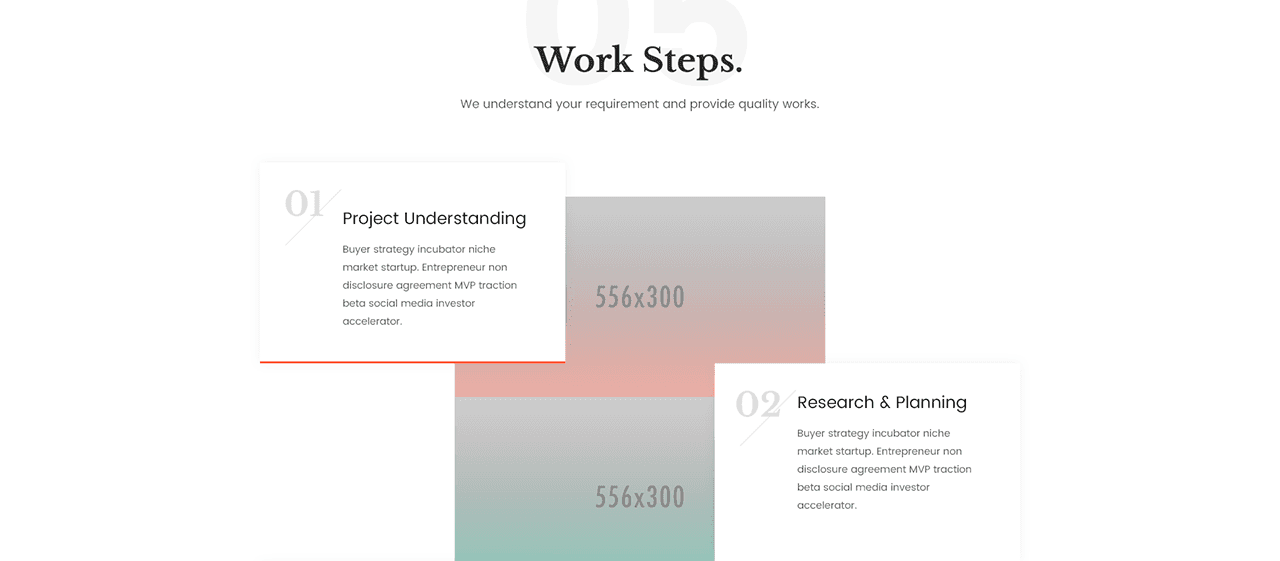 05
Work Steps.
We understand your requirement and provide quality works.
01
Project Understanding
Buyer strategy incubator niche
market startup. Entrepreneur non
disclosure agreement MVP traction
beta social media investor
accelerator.
556x300
02
Research & Planning
Buyer strategy incubator niche
market startup. Entrepreneur non
disclosure agreement MVP traction
beta social media investor
accelerator.
556x300